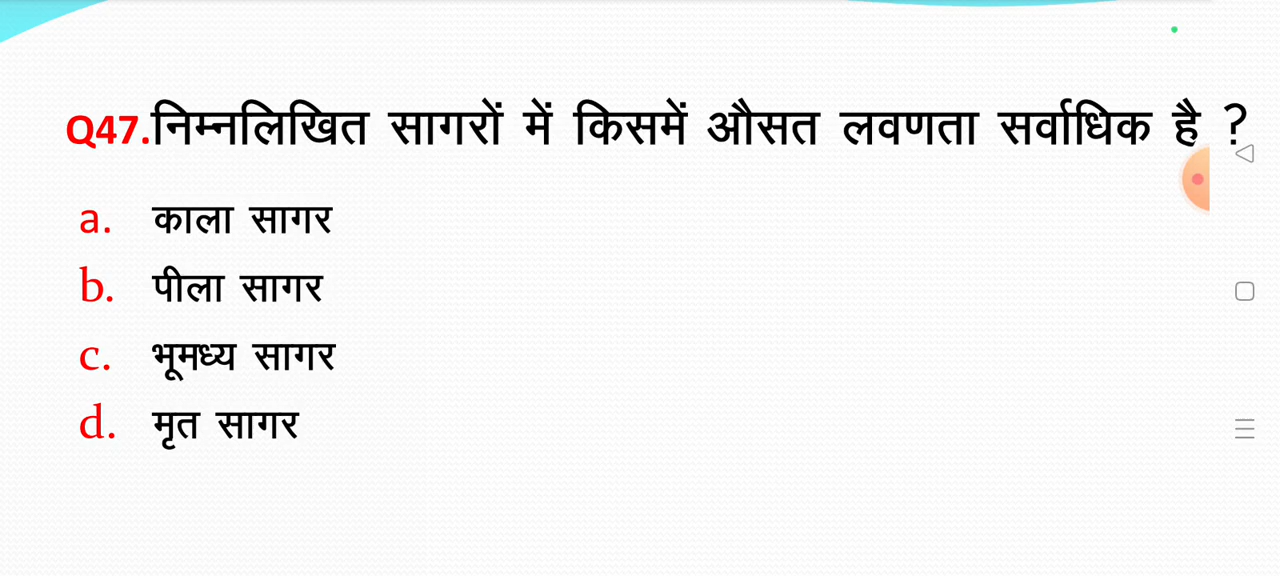 Q47.निम्नलिखित सागरों में किसमें औसत लवणता सर्वाधिक है ?
a. काला सागर
b. पीला सागर
c. भूमध्य सागर
d. मृत सागर